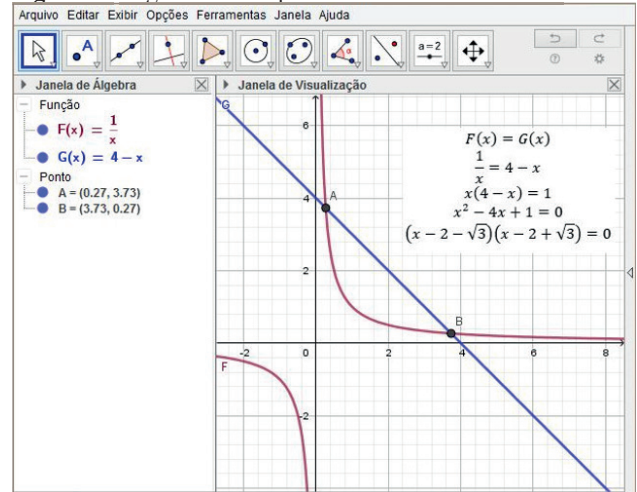 Arquivo Editar Exibir Opções Ferramentas Janela Ajuda
A
a=2
Janela de Álgebra
Janela de Visualização
Função
F(x) = 1/x
G(x) = 4 – x
Ponto
A = (0.27, 3.73)
B = (3.73, 0.27)
G
6
F(x) = G(x)
1/x = 4 − x
x(4 − x) = 1
x² − 4x + 1 = 0
(x − 2 − √3)(x − 2 + √3) = 0
A
4
2
B
-2 0 2 4 6 8
F
-2